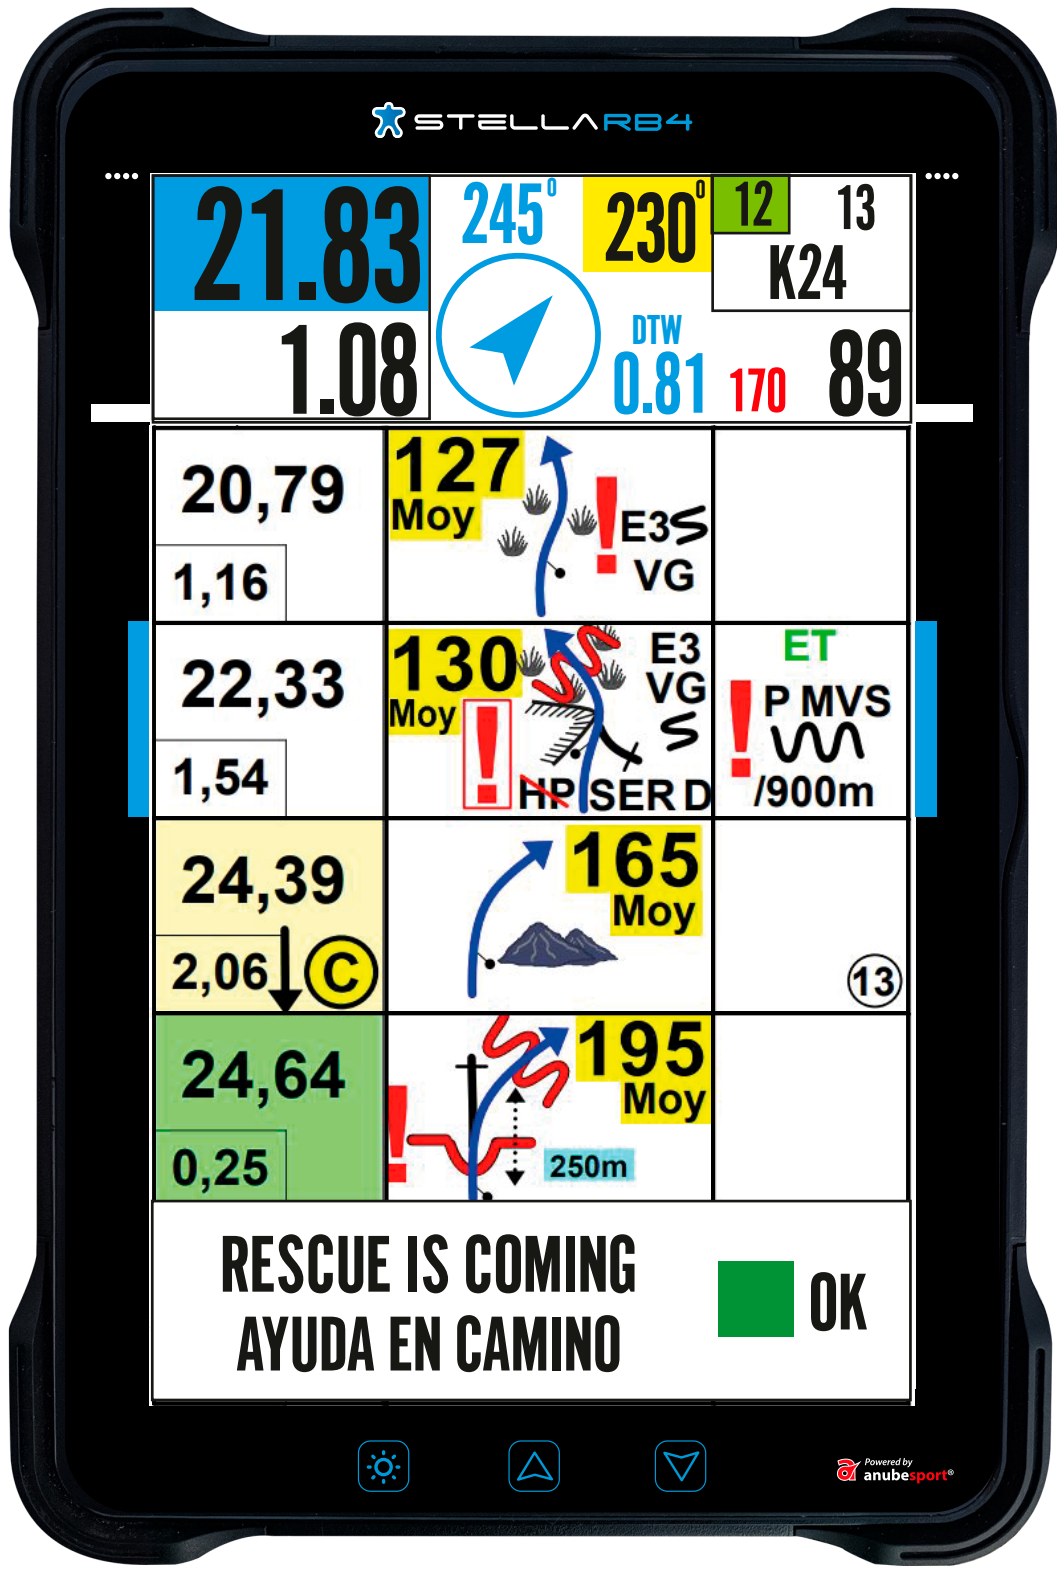 STELLARB4
21.83
245° 230° 12 13
K24
1.08
DTW
0.81 170 89
20,79
1,16
127
Moy
! E3
VG
22,33
1,54
130
Moy
!
E3
VG
HP SER D
ET
! P MVS
/900m
24,39
2,06 C
165
Moy
13
24,64
0,25
!
195
Moy
250m
RESCUE IS COMING
AYUDA EN CAMINO
OK
Powered by
anubesport®